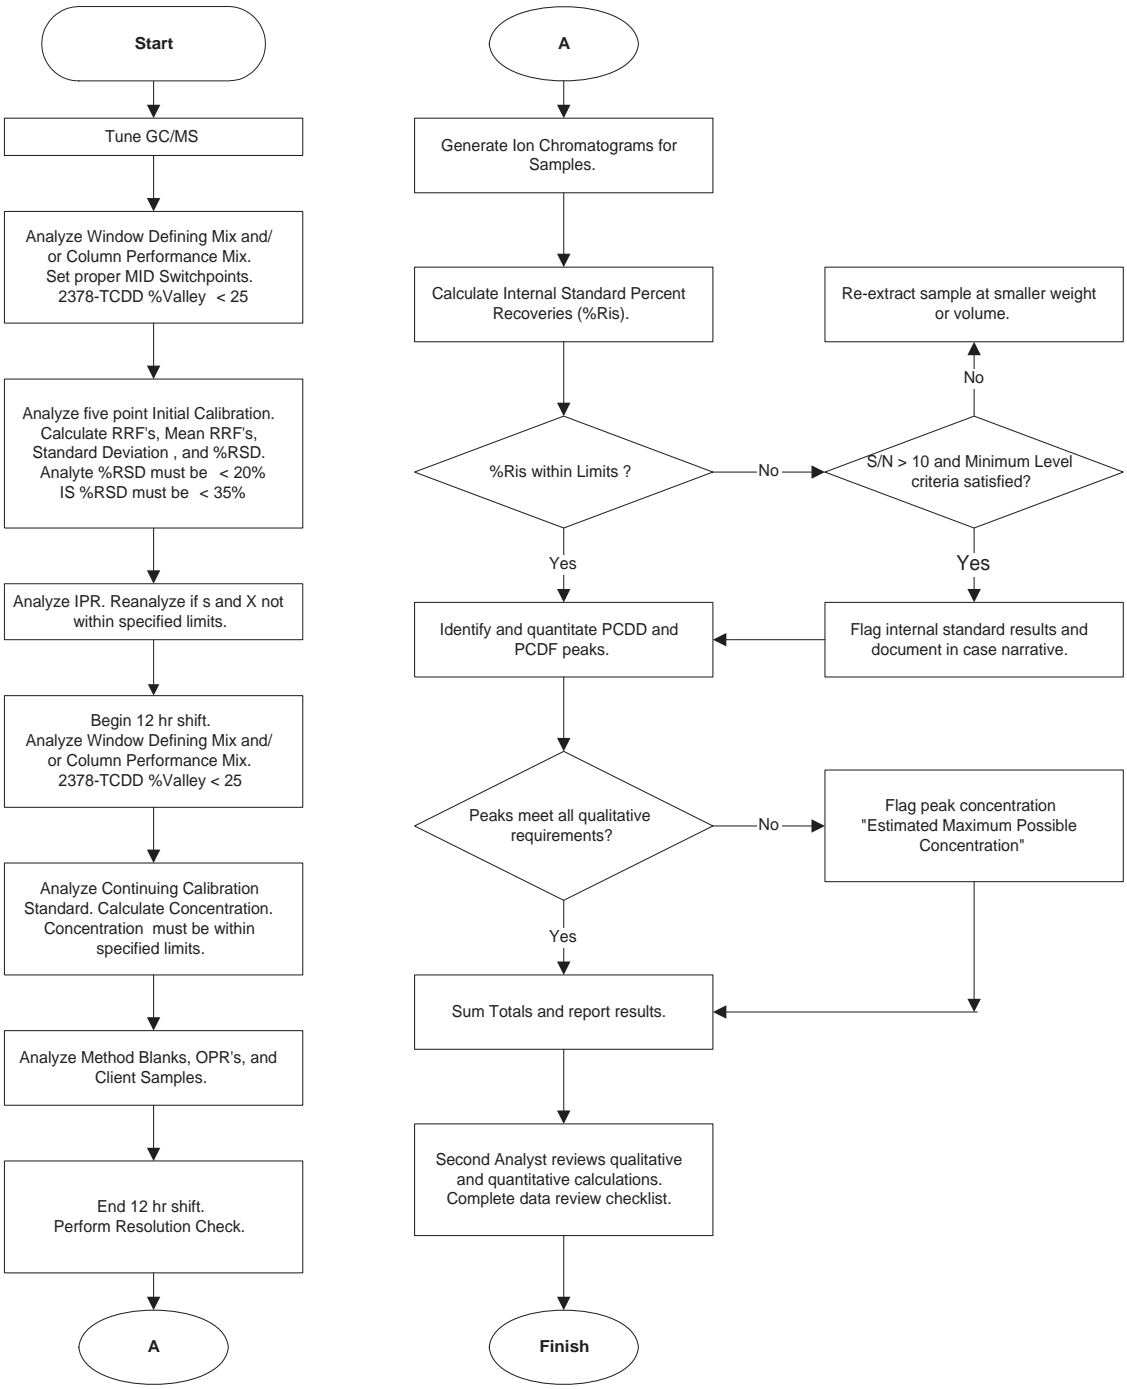 Start
Tune GC/MS
Analyze Window Defining Mix and/
or Column Performance Mix.
Set proper MID Switchpoints.
2378-TCDD %Valley < 25
Analyze five point Initial Calibration.
Calculate RRF's, Mean RRF's,
Standard Deviation , and %RSD.
Analyte %RSD must be < 20%
IS %RSD must be < 35%
Analyze IPR. Reanalyze if s and X not
within specified limits.
Begin 12 hr shift.
Analyze Window Defining Mix and/
or Column Performance Mix.
2378-TCDD %Valley < 25
Analyze Continuing Calibration
Standard. Calculate Concentration.
Concentration must be within
specified limits.
Analyze Method Blanks, OPR's, and
Client Samples.
End 12 hr shift.
Perform Resolution Check.
A
A
Generate Ion Chromatograms for
Samples.
Calculate Internal Standard Percent
Recoveries (%Ris).
%Ris within Limits ?
No
S/N > 10 and Minimum Level
criteria satisfied?
No
Re-extract sample at smaller weight
or volume.
Yes
Flag internal standard results and
document in case narrative.
Yes
Identify and quantitate PCDD and
PCDF peaks.
Peaks meet all qualitative
requirements?
No
Flag peak concentration
"Estimated Maximum Possible
Concentration"
Yes
Sum Totals and report results.
Second Analyst reviews qualitative
and quantitative calculations.
Complete data review checklist.
Finish